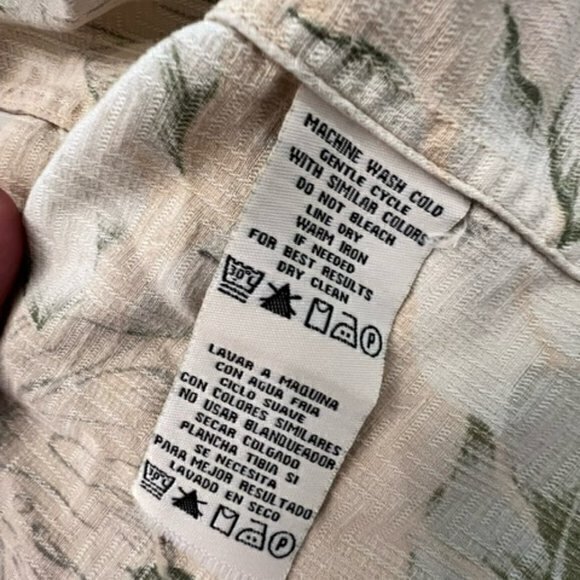 MACHINE WASH COLD
GENTLE CYCLE
WITH SIMILAR COLORS
DO NOT BLEACH
LINE DRY
WARM IRON
IF NEEDED
FOR BEST RESULTS
DRY CLEAN
30°C P
LAVAR A MAQUINA
CON AGUA FRIA
CICLO SUAVE
CON COLORES SIMILARES
NO USAR BLANQUEADOR
SECAR COLGADO
PLANCHA TIBIA SI
SE NECESITA
PARA MEJOR RESULTADO
LAVADO EN SECO
P